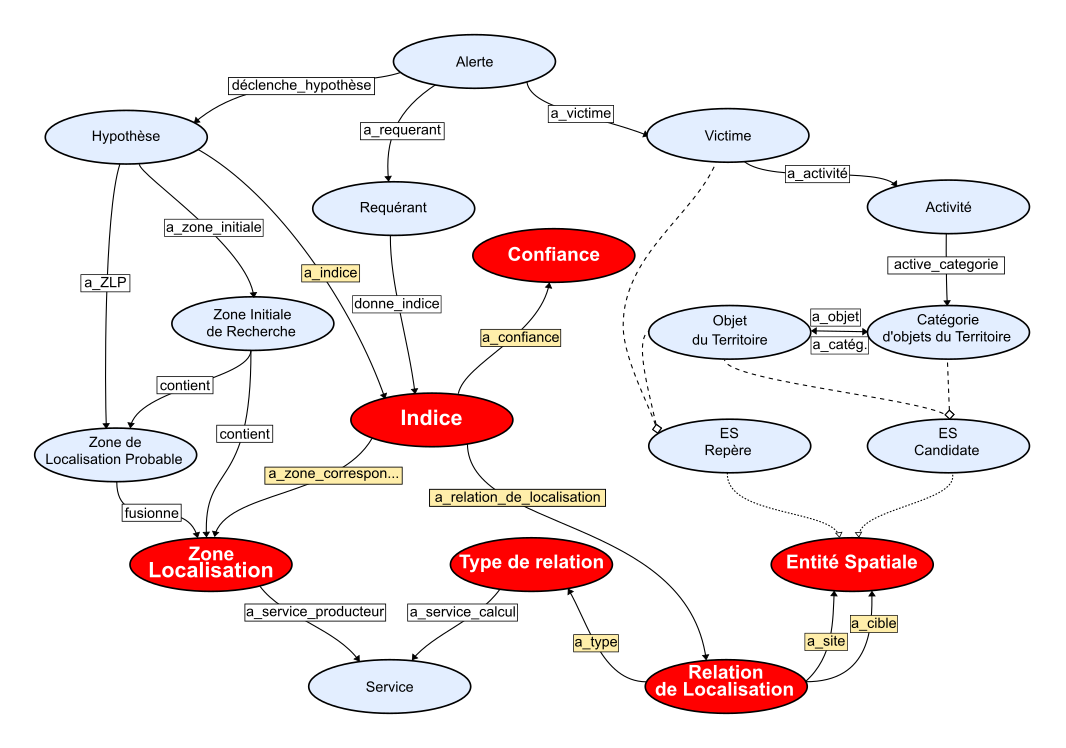 Alerte
déclenche_hypothèse
a_victime
a_requerant
Hypothèse
Victime
a_activité
Requérant
Activité
a_zone_initiale
Confiance
active_categorie
a_indice
a_ZLP
donne_indice
Zone Initiale
de Recherche
a_confiance
Objet
du Territoire
a_objet
a_catég.
Catégorie
d'objets du Territoire
contient
Indice
contient
ES
Repère
ES
Candidate
Zone de
Localisation Probable
a_zone_correspon...
a_relation_de_localisation
fusionne
Zone
Localisation
Type de relation
Entité Spatiale
a_service_producteur
a_service_calcul
a_type
a_site
a_cible
Service
Relation
de Localisation